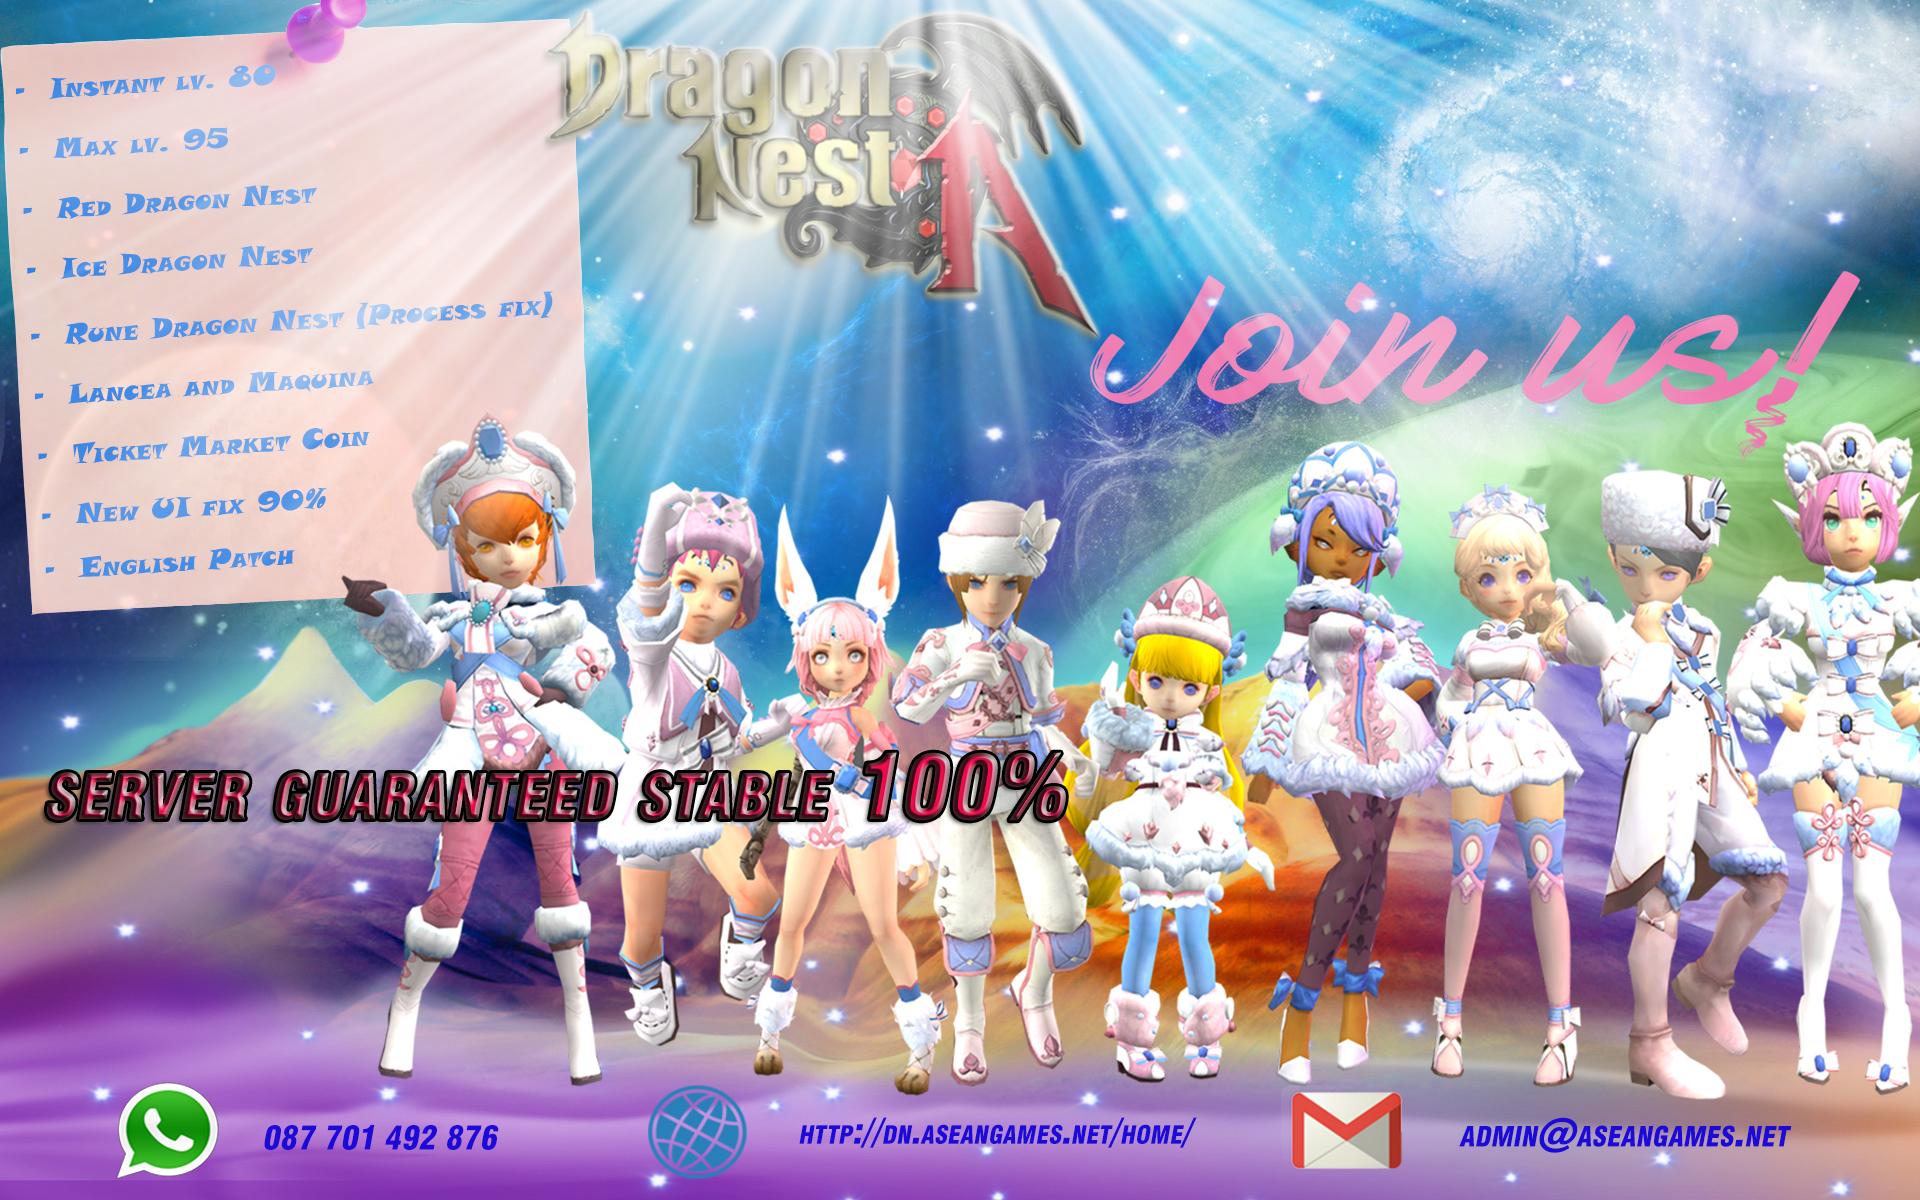 - Instant lv. 80
- Max lv. 95
- Red Dragon Nest
- Ice Dragon Nest
- Rune Dragon Nest (Process fix)
- Lancea and Maquina
- Ticket Market Coin
- New UI fix 90%
- English Patch
Dragon
Nest A
Join us!
SERVER GUARANTEED STABLE 100%
087 701 492 876
HTTP://DN.ASEANGAMES.NET/HOME/
ADMIN@ASEANGAMES.NET